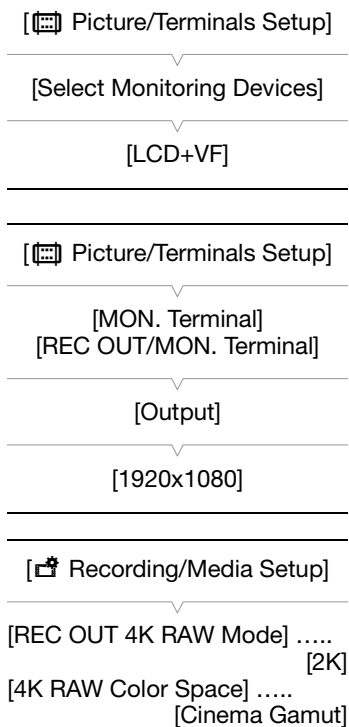 [ Picture/Terminals Setup]
[Select Monitoring Devices]
[LCD+VF]
[ Picture/Terminals Setup]
[MON. Terminal]
[REC OUT/MON. Terminal]
[Output]
[1920x1080]
[ Recording/Media Setup]
[REC OUT 4K RAW Mode] …..
[2K]
[4K RAW Color Space] …..
[Cinema Gamut]